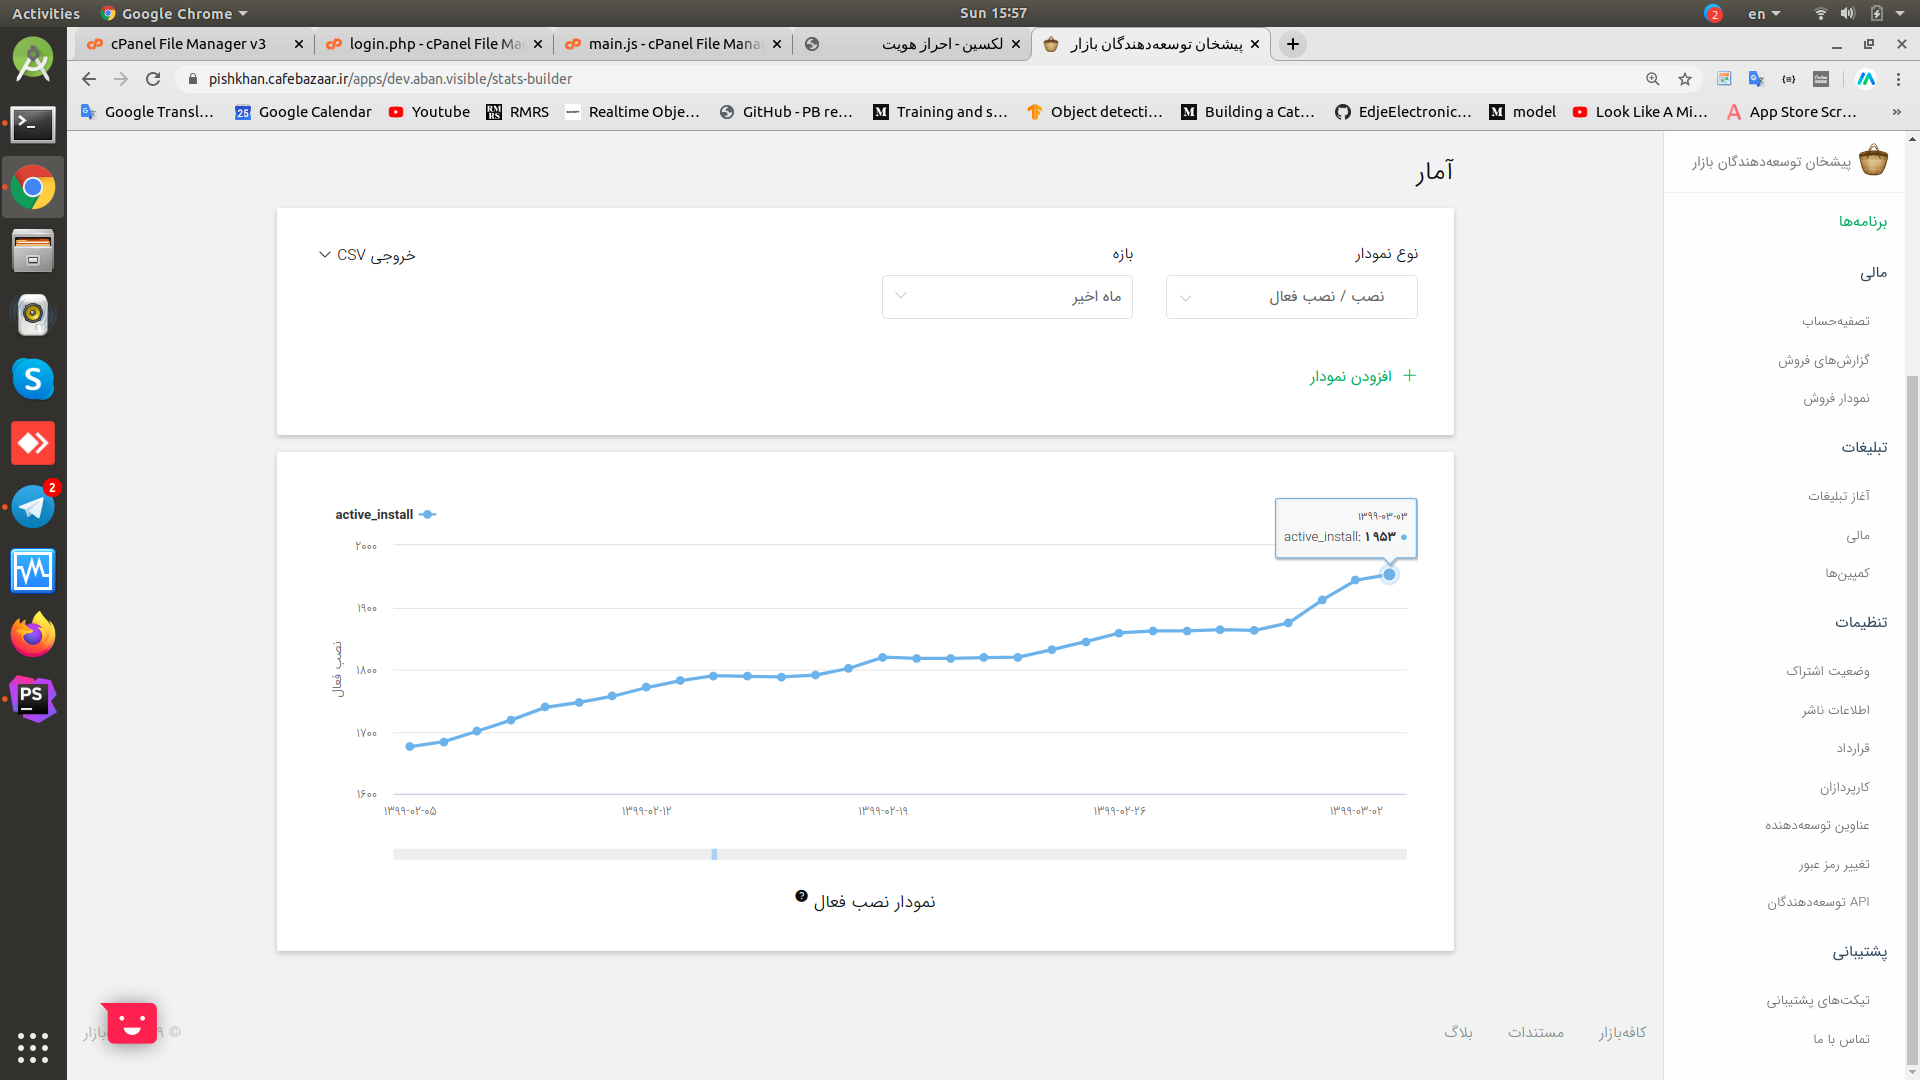 Activities
Google Chrome
Sun 15:57
2
en
cPanel File Manager v3
login.php - cPanel File Ma
main.js - cPanel File Mana
لکسین - احراز هویت
پیشخان توسعه‌دهندگان بازار
pishkhan.cafebazaar.ir/apps/dev.aban.visible/stats-builder
Google Transl...
Google Calendar
Youtube
RMRS
Realtime Obje...
GitHub - PB re...
Training and s...
Object detecti...
Building a Cat...
EdjeElectronic...
model
Look Like A Mi...
App Store Scr...
»
پیشخان توسعه‌دهندگان بازار
برنامه‌ها
مالی
تصفیه‌حساب
گزارش‌های فروش
نمودار فروش
تبلیغات
آغاز تبلیغات
مالی
کمپین‌ها
تنظیمات
وضعیت اشتراک
اطلاعات ناشر
قرارداد
کارپردازان
عناوین توسعه‌دهنده
تغییر رمز عبور
API توسعه‌دهندگان
پشتیبانی
تیکت‌های پشتیبانی
تماس با ما
آمار
نوع نمودار
نصب / نصب فعال
بازه
ماه اخیر
خروجی CSV
+ افزودن نمودار
active_install
۱۳۹۹-۰۳-۰۳
active_install: ۱ ۹۵۳
۲۰۰۰
۱۹۰۰
۱۸۰۰
۱۷۰۰
۱۶۰۰
نصب فعال
۱۳۹۹-۰۲-۰۵
۱۳۹۹-۰۲-۱۲
۱۳۹۹-۰۲-۱۹
۱۳۹۹-۰۲-۲۶
۱۳۹۹-۰۳-۰۲
نمودار نصب فعال
کافه‌بازار
مستندات
بلاگ
©
2
PS